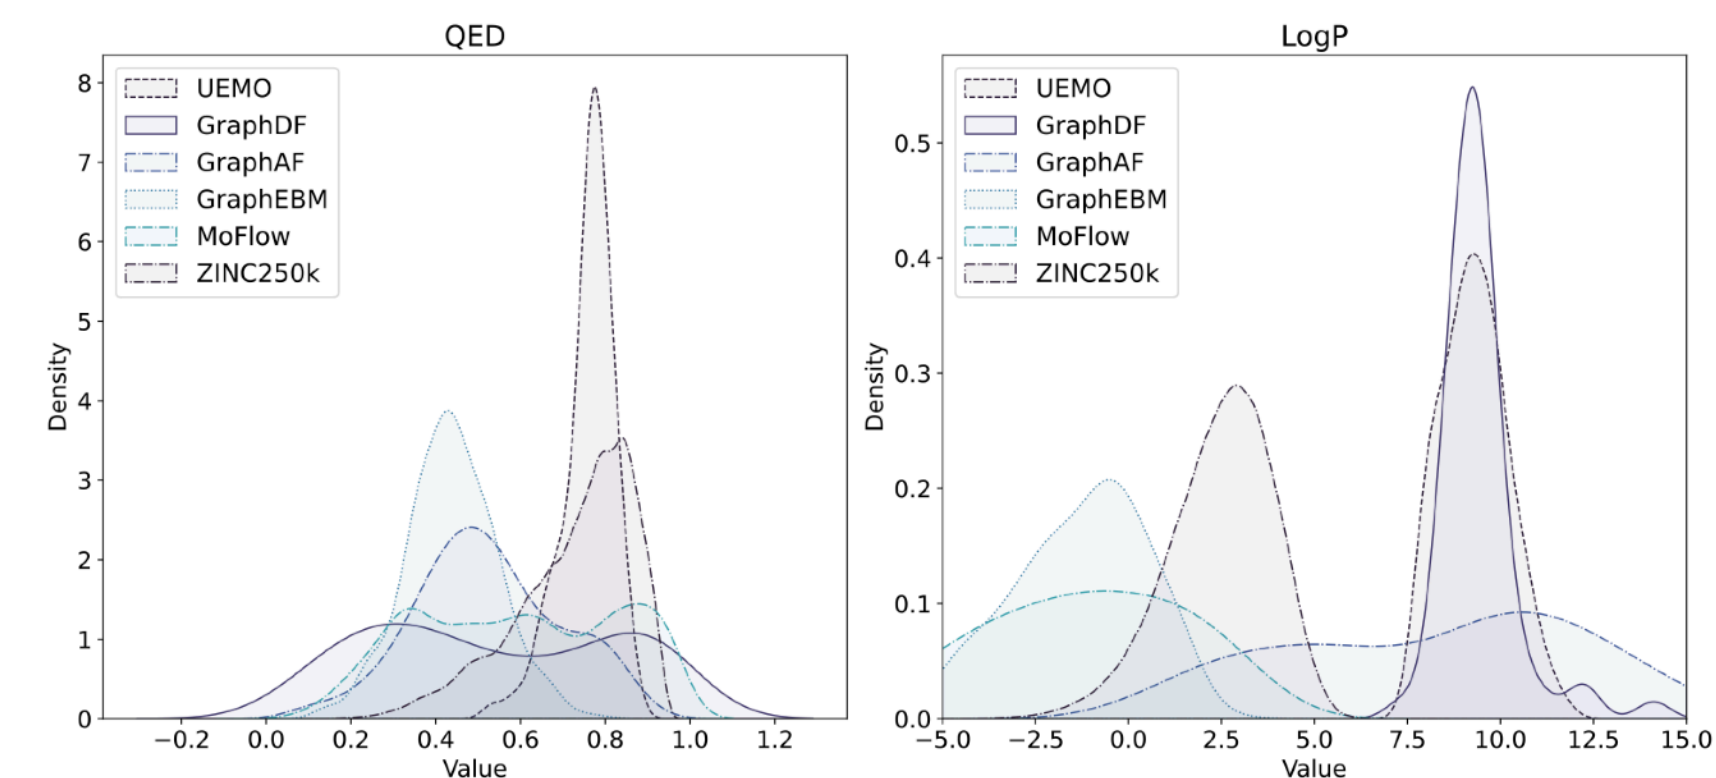 QED
UEMO
GraphDF
GraphAF
GraphEBM
MoFlow
ZINC250k
8
7
6
5
4
3
2
1
0
Density
−0.2 0.0 0.2 0.4 0.6 0.8 1.0 1.2
Value
LogP
UEMO
GraphDF
GraphAF
GraphEBM
MoFlow
ZINC250k
0.5
0.4
0.3
0.2
0.1
0.0
Density
−5.0 −2.5 0.0 2.5 5.0 7.5 10.0 12.5 15.0
Value